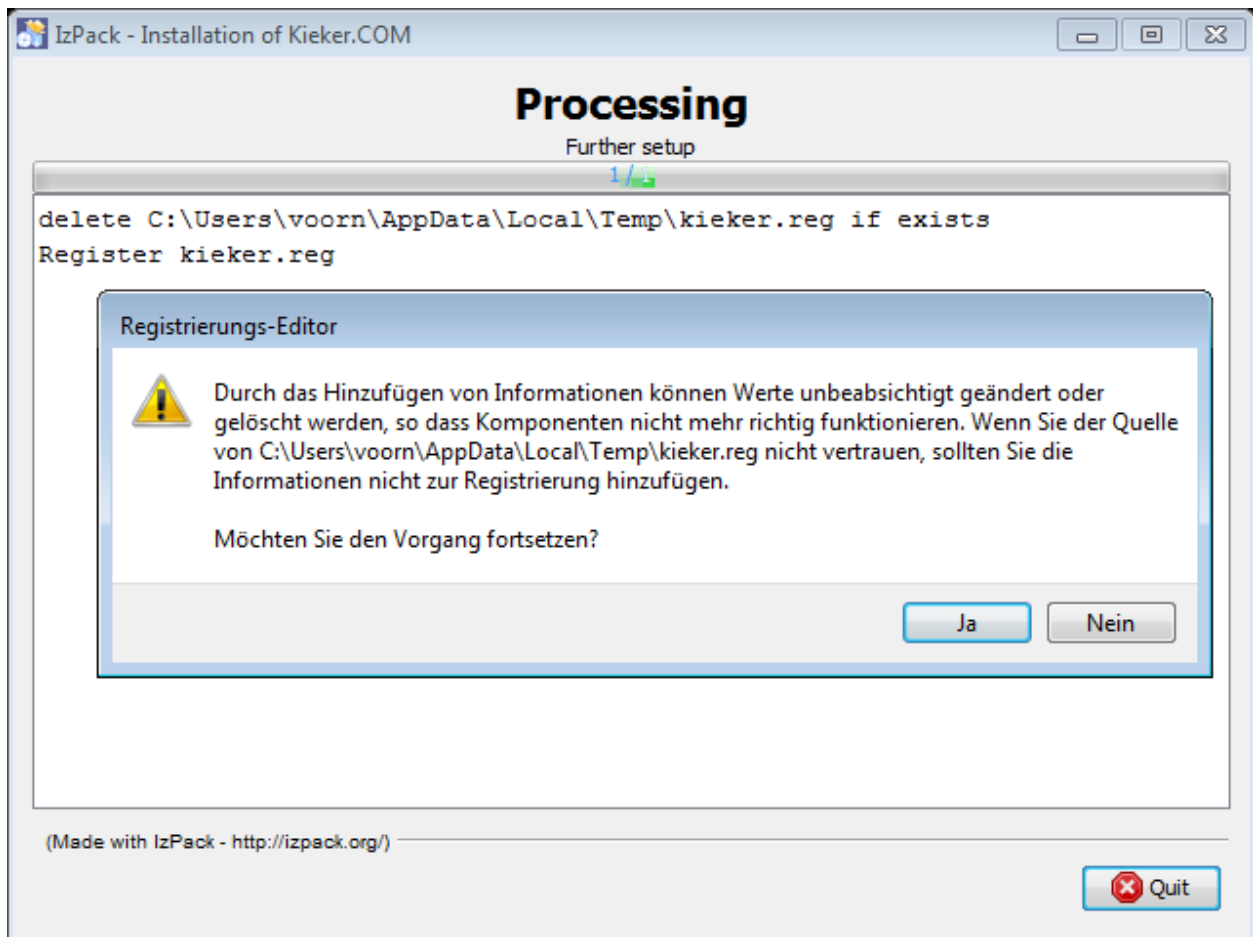 IzPack - Installation of Kieker.COM
Processing
Further setup
1 / 1
delete C:\Users\voorn\AppData\Local\Temp\kieker.reg if exists
Register kieker.reg
Registrierungs-Editor
Durch das Hinzufügen von Informationen können Werte unbeabsichtigt geändert oder
gelöscht werden, so dass Komponenten nicht mehr richtig funktionieren. Wenn Sie der Quelle
von C:\Users\voorn\AppData\Local\Temp\kieker.reg nicht vertrauen, sollten Sie die
Informationen nicht zur Registrierung hinzufügen.
Möchten Sie den Vorgang fortsetzen?
Ja
Nein
(Made with IzPack - http://izpack.org/)
Quit